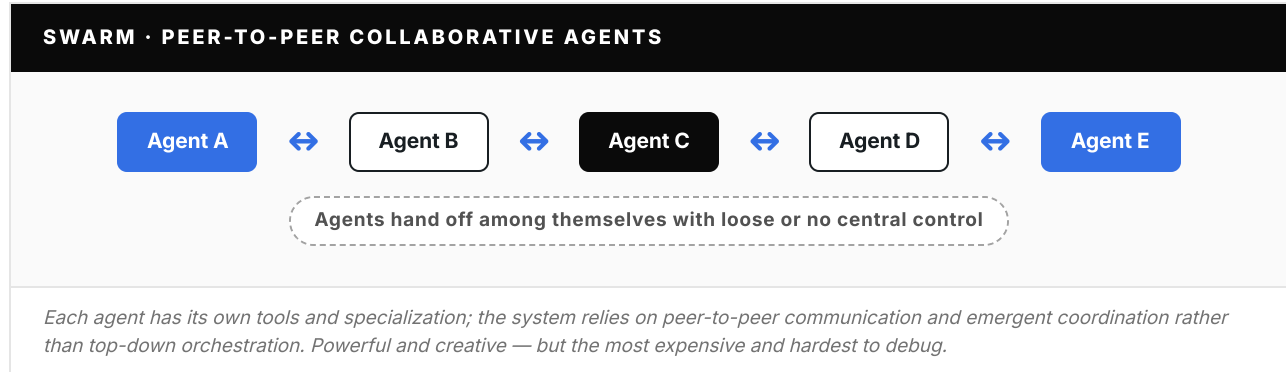 SWARM · PEER-TO-PEER COLLABORATIVE AGENTS
Agent A ↔ Agent B ↔ Agent C ↔ Agent D ↔ Agent E
Agents hand off among themselves with loose or no central control
Each agent has its own tools and specialization; the system relies on peer-to-peer communication and emergent coordination rather
than top-down orchestration. Powerful and creative — but the most expensive and hardest to debug.